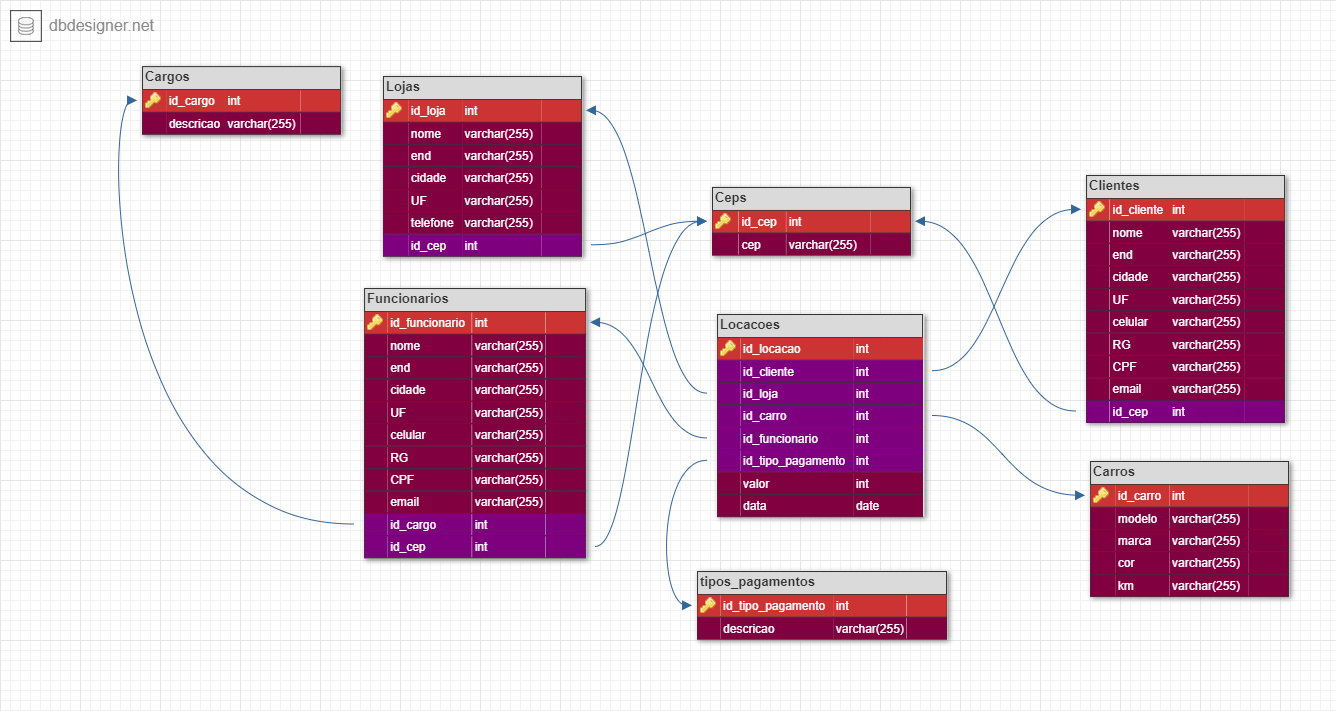 dbdesigner.net
Cargos
id_cargo int
descricao varchar(255)
Lojas
id_loja int
nome varchar(255)
end varchar(255)
cidade varchar(255)
UF varchar(255)
telefone varchar(255)
id_cep int
Ceps
id_cep int
cep varchar(255)
Clientes
id_cliente int
nome varchar(255)
end varchar(255)
cidade varchar(255)
UF varchar(255)
celular varchar(255)
RG varchar(255)
CPF varchar(255)
email varchar(255)
id_cep int
Funcionarios
id_funcionario int
nome varchar(255)
end varchar(255)
cidade varchar(255)
UF varchar(255)
celular varchar(255)
RG varchar(255)
CPF varchar(255)
email varchar(255)
id_cargo int
id_cep int
Locacoes
id_locacao int
id_cliente int
id_loja int
id_carro int
id_funcionario int
id_tipo_pagamento int
valor int
data date
Carros
id_carro int
modelo varchar(255)
marca varchar(255)
cor varchar(255)
km varchar(255)
tipos_pagamentos
id_tipo_pagamento int
descricao varchar(255)